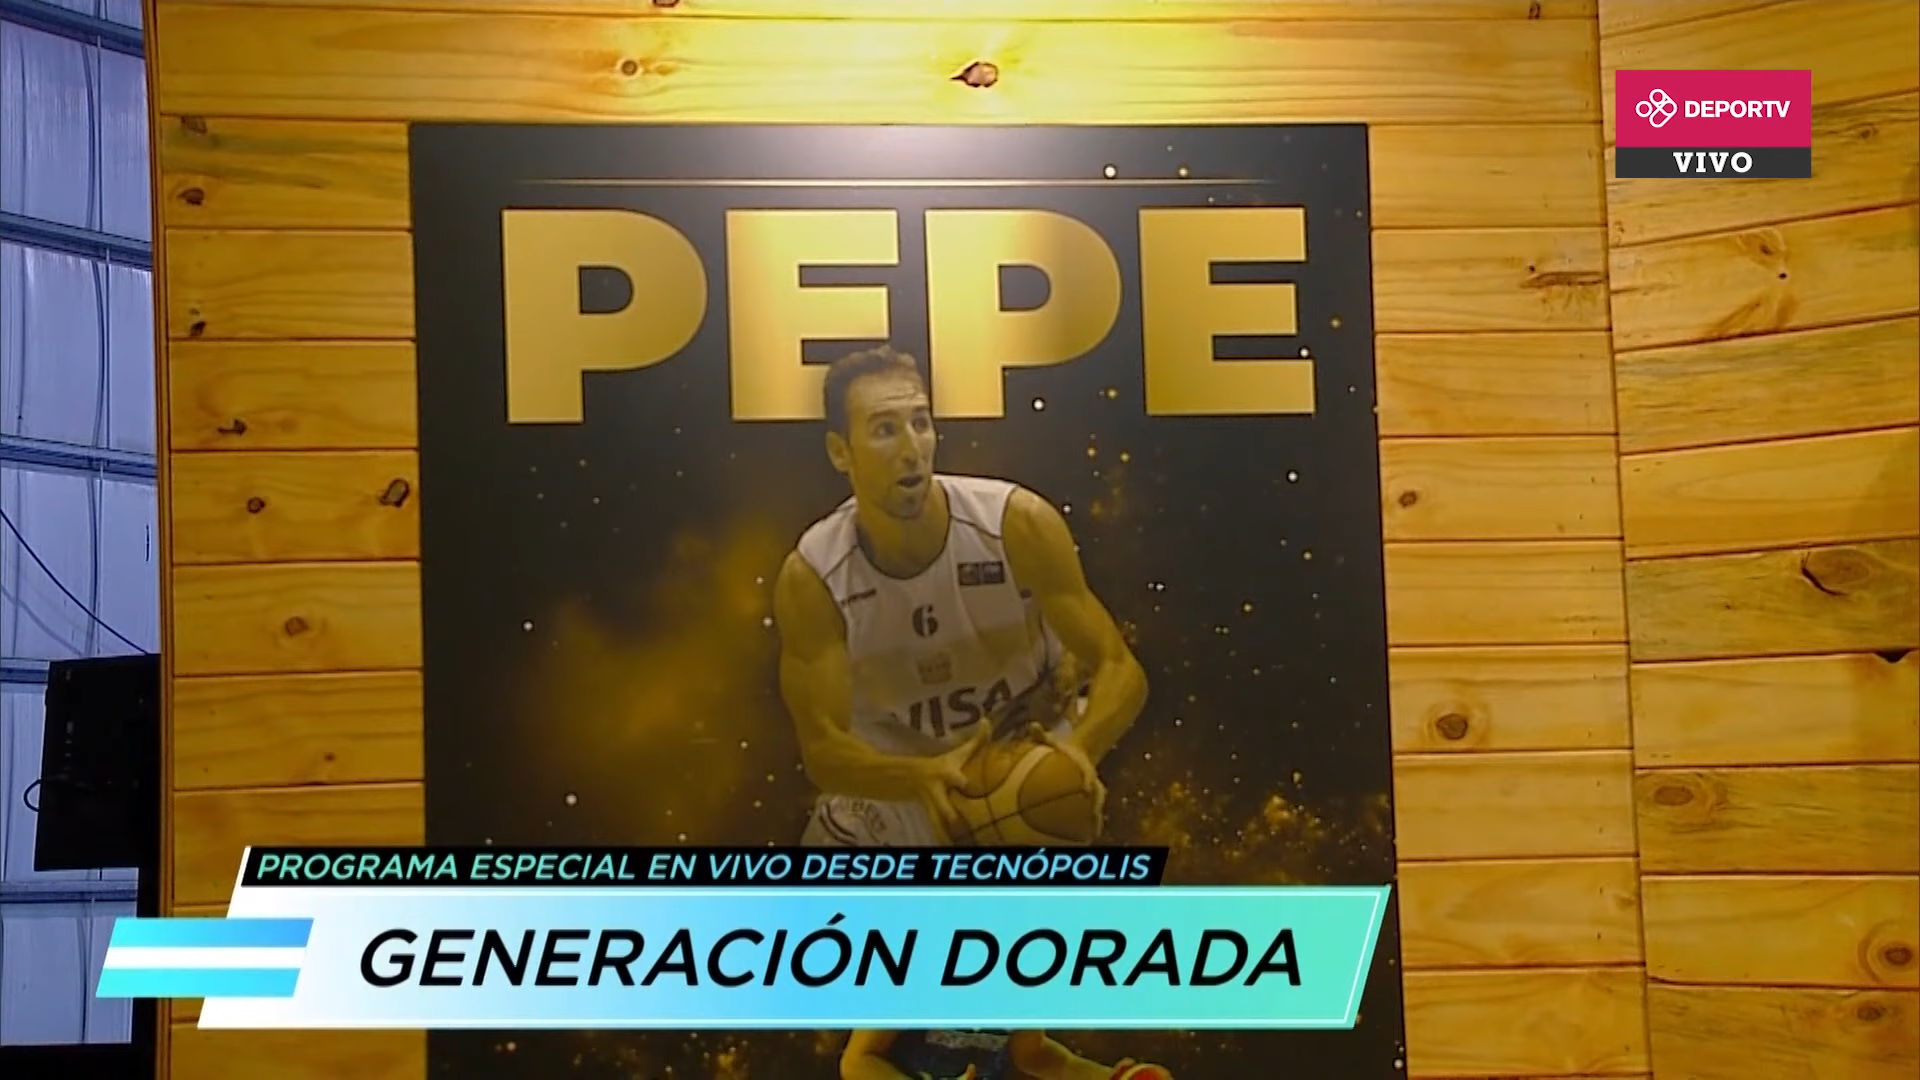 DEPORTV
VIVO
PEPE
6
VISA
PROGRAMA ESPECIAL EN VIVO DESDE TECNÓPOLIS
GENERACIÓN DORADA